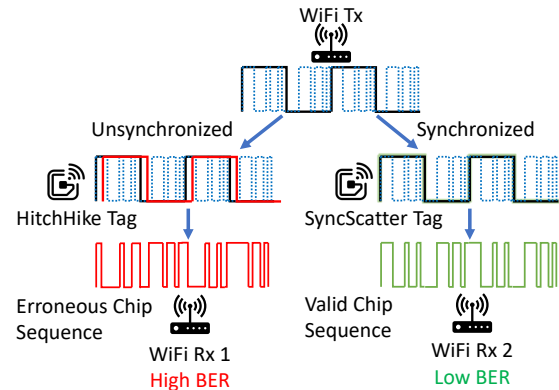 WiFi Tx
Unsynchronized
Synchronized
HitchHike Tag
SyncScatter Tag
Erroneous Chip
Sequence
Valid Chip
Sequence
WiFi Rx 1
High BER
WiFi Rx 2
Low BER